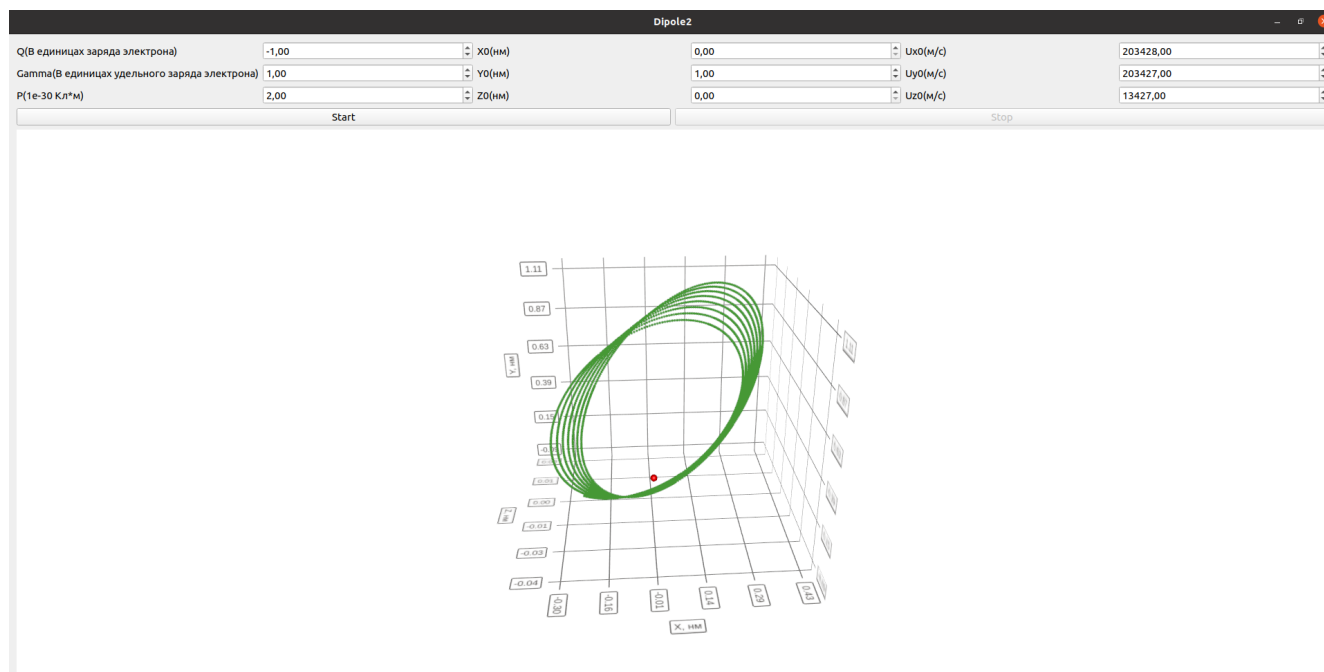 Dipole2
Q(В единицах заряда электрона) -1,00 X0(нм) 0,00 Ux0(м/с) 203428,00
Gamma(В единицах удельного заряда электрона) 1,00 Y0(нм) 1,00 Uy0(м/с) 203427,00
P(1e-30 Кл*м) 2,00 Z0(нм) 0,00 Uz0(м/с) 13427,00
Start Stop
1.11
0.87
0.63
Y, нм
0.39
0.15
0.01
0.00
Z, нм
-0.01
-0.03
-0.04
-0.30 -0.16 -0.01 0.14 0.29 0.43
X, нм